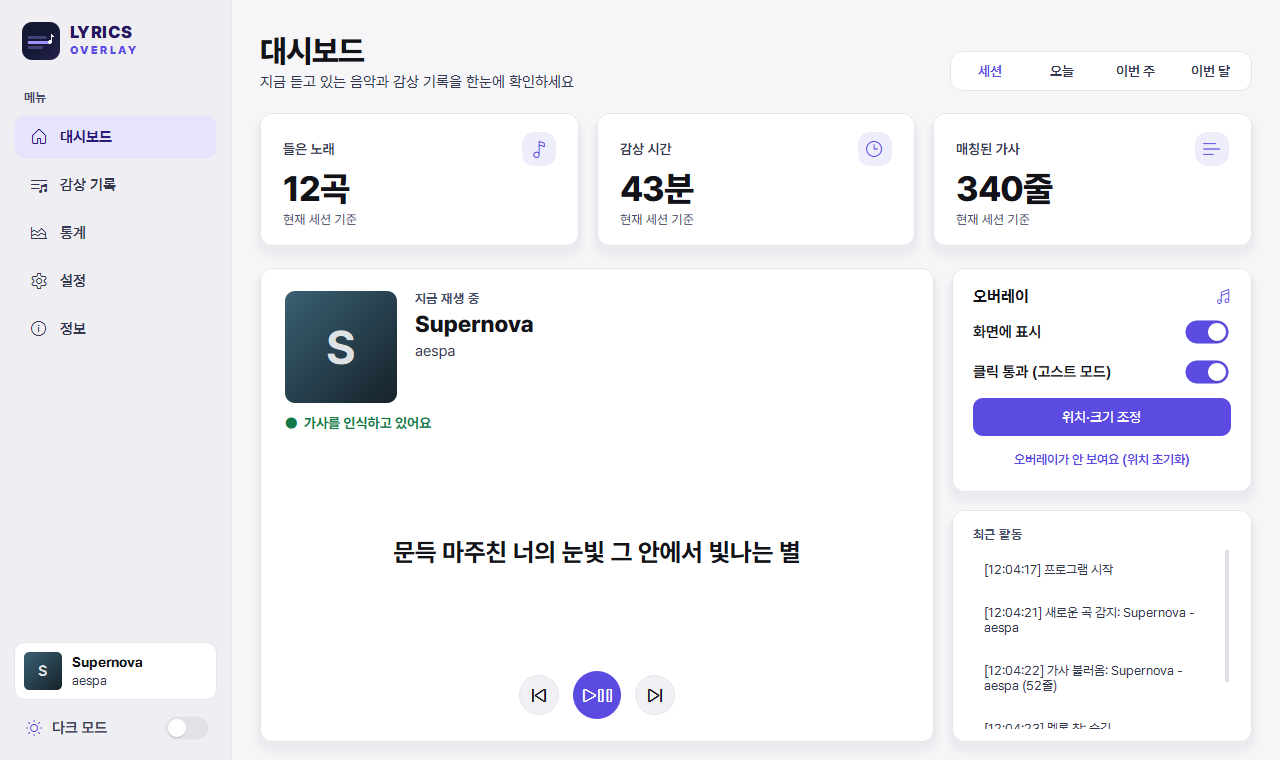 LYRICS
OVERLAY
메뉴
대시보드
감상 기록
통계
설정
정보
S
Supernova
aespa
다크 모드
대시보드
지금 듣고 있는 음악과 감상 기록을 한눈에 확인하세요
세션
오늘
이번 주
이번 달
들은 노래
12곡
현재 세션 기준
감상 시간
43분
현재 세션 기준
매칭된 가사
340줄
현재 세션 기준
S
지금 재생 중
Supernova
aespa
가사를 인식하고 있어요
문득 마주친 너의 눈빛 그 안에서 빛나는 별
오버레이
화면에 표시
클릭 통과 (고스트 모드)
위치·크기 조정
오버레이가 안 보여요 (위치 초기화)
최근 활동
[12:04:17] 프로그램 시작
[12:04:21] 새로운 곡 감지: Supernova -
aespa
[12:04:22] 가사 불러옴: Supernova -
aespa (52줄)
[12:04:23] 멜론 창: 숨김